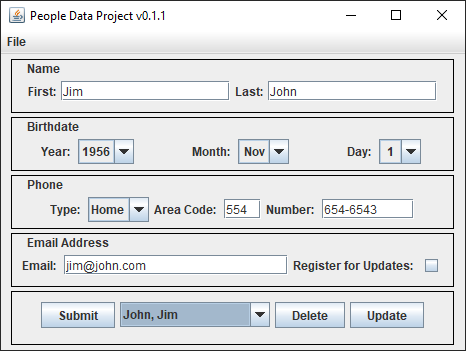 People Data Project v0.1.1
File
Name
First: Jim Last: John
Birthdate
Year: 1956 Month: Nov Day: 1
Phone
Type: Home Area Code: 554 Number: 654-6543
Email Address
Email: jim@john.com Register for Updates:
Submit John, Jim Delete Update